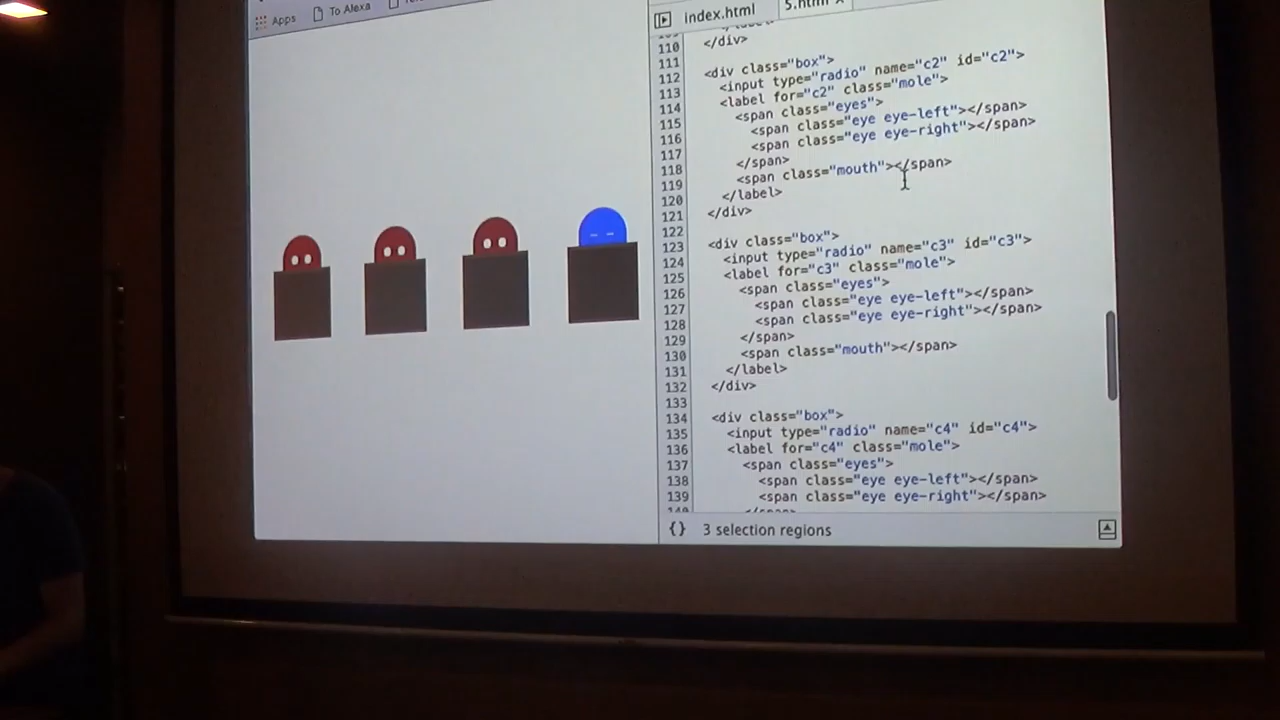 Apps
To Alexa
index.html
5.html ×
110 </div>
111
112 <div class="box">
113 <input type="radio" name="c2" id="c2">
114 <label for="c2" class="mole">
115 <span class="eyes">
116 <span class="eye eye-left"></span>
117 <span class="eye eye-right"></span>
118 </span>
119 <span class="mouth"></span>
120 </label>
121 </div>
122
123 <div class="box">
124 <input type="radio" name="c3" id="c3">
125 <label for="c3" class="mole">
126 <span class="eyes">
127 <span class="eye eye-left"></span>
128 <span class="eye eye-right"></span>
129 </span>
130 <span class="mouth"></span>
131 </label>
132 </div>
133
134 <div class="box">
135 <input type="radio" name="c4" id="c4">
136 <label for="c4" class="mole">
137 <span class="eyes">
138 <span class="eye eye-left"></span>
139 <span class="eye eye-right"></span>
{} 3 selection regions